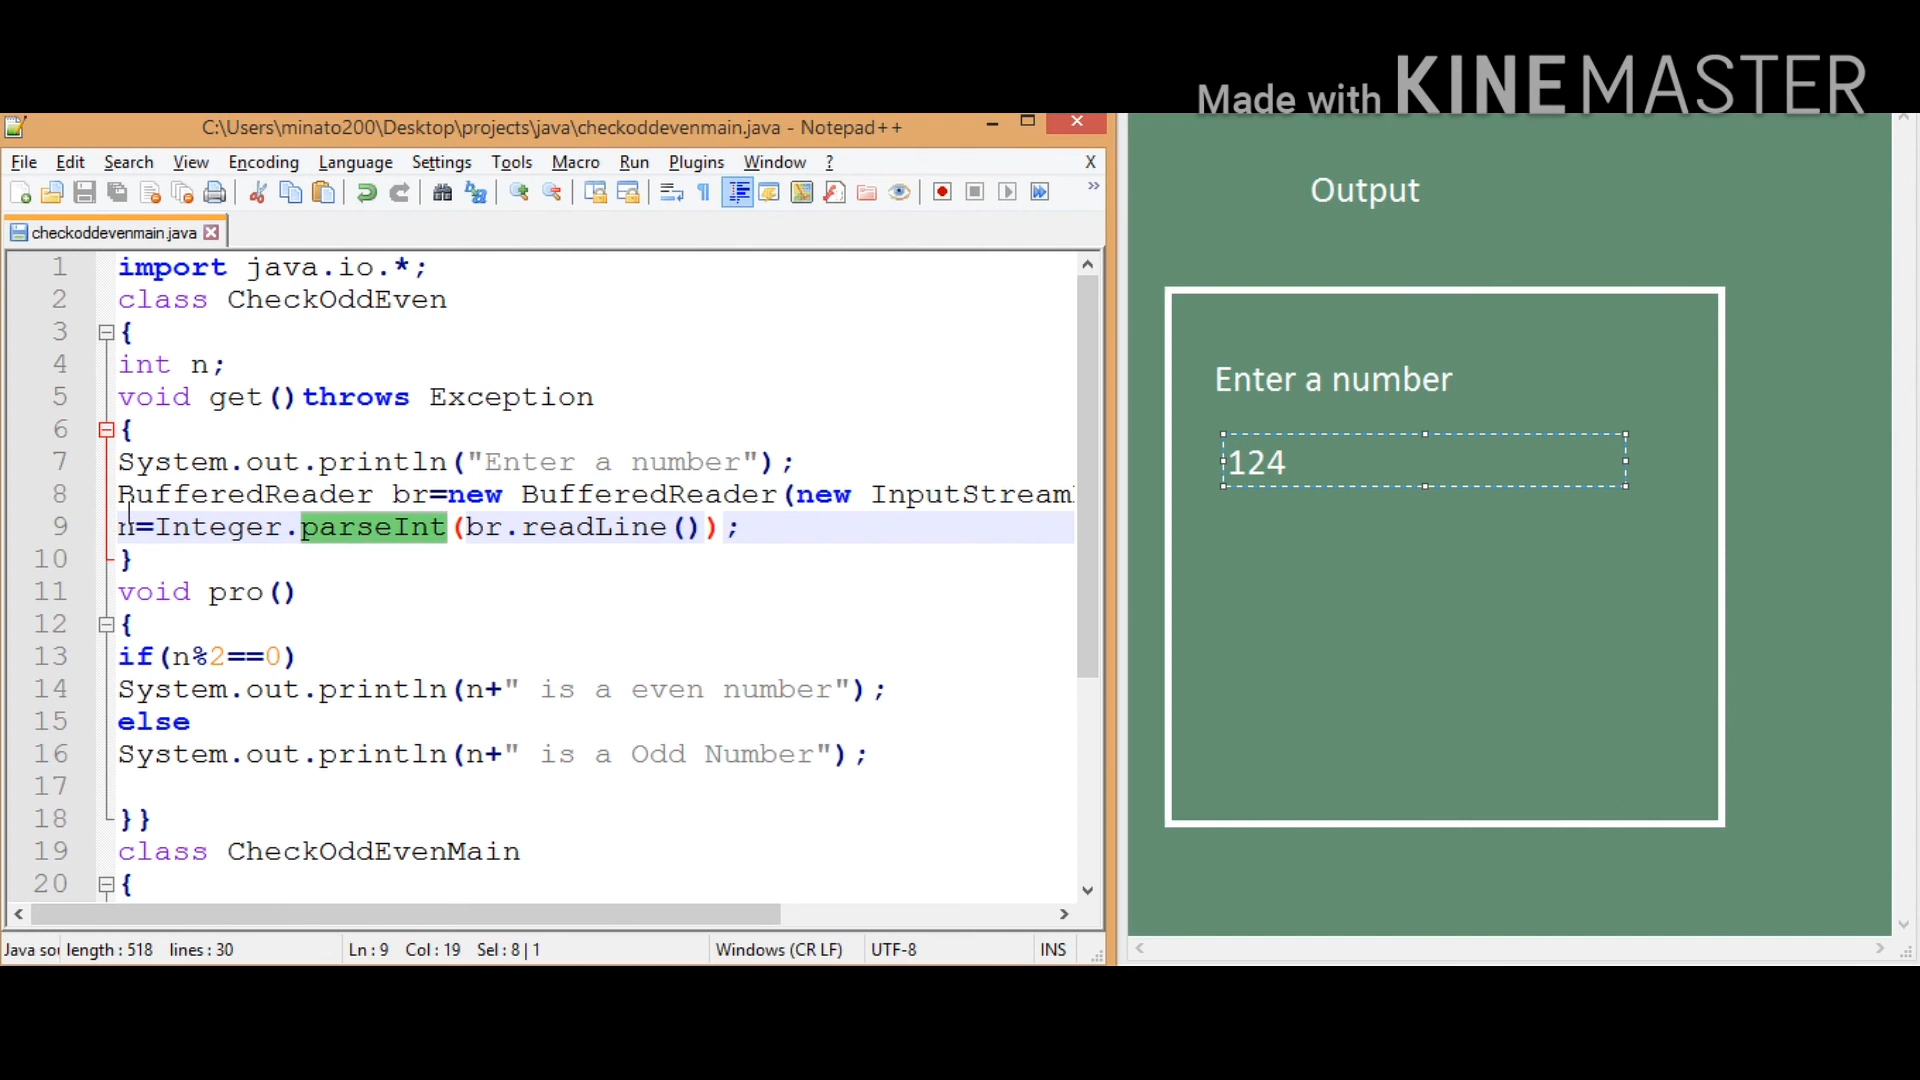 Made with KINEMASTER
C:\Users\minato200\Desktop\projects\java\checkoddevenmain.java - Notepad++
File Edit Search View Encoding Language Settings Tools Macro Run Plugins Window ? X
checkoddevenmain.java
1 import java.io.*;
2 class CheckOddEven
3 {
4 int n;
5 void get()throws Exception
6 {
7 System.out.println("Enter a number");
8 BufferedReader br=new BufferedReader(new InputStream
9 n=Integer.parseInt(br.readLine());
10 }
11 void pro()
12 {
13 if(n%2==0)
14 System.out.println(n+" is a even number");
15 else
16 System.out.println(n+" is a Odd Number");
17
18 }}
19 class CheckOddEvenMain
20 {
Java sou length : 518 lines : 30 Ln : 9 Col : 19 Sel : 8 | 1 Windows (CR LF) UTF-8 INS
Output
Enter a number
124